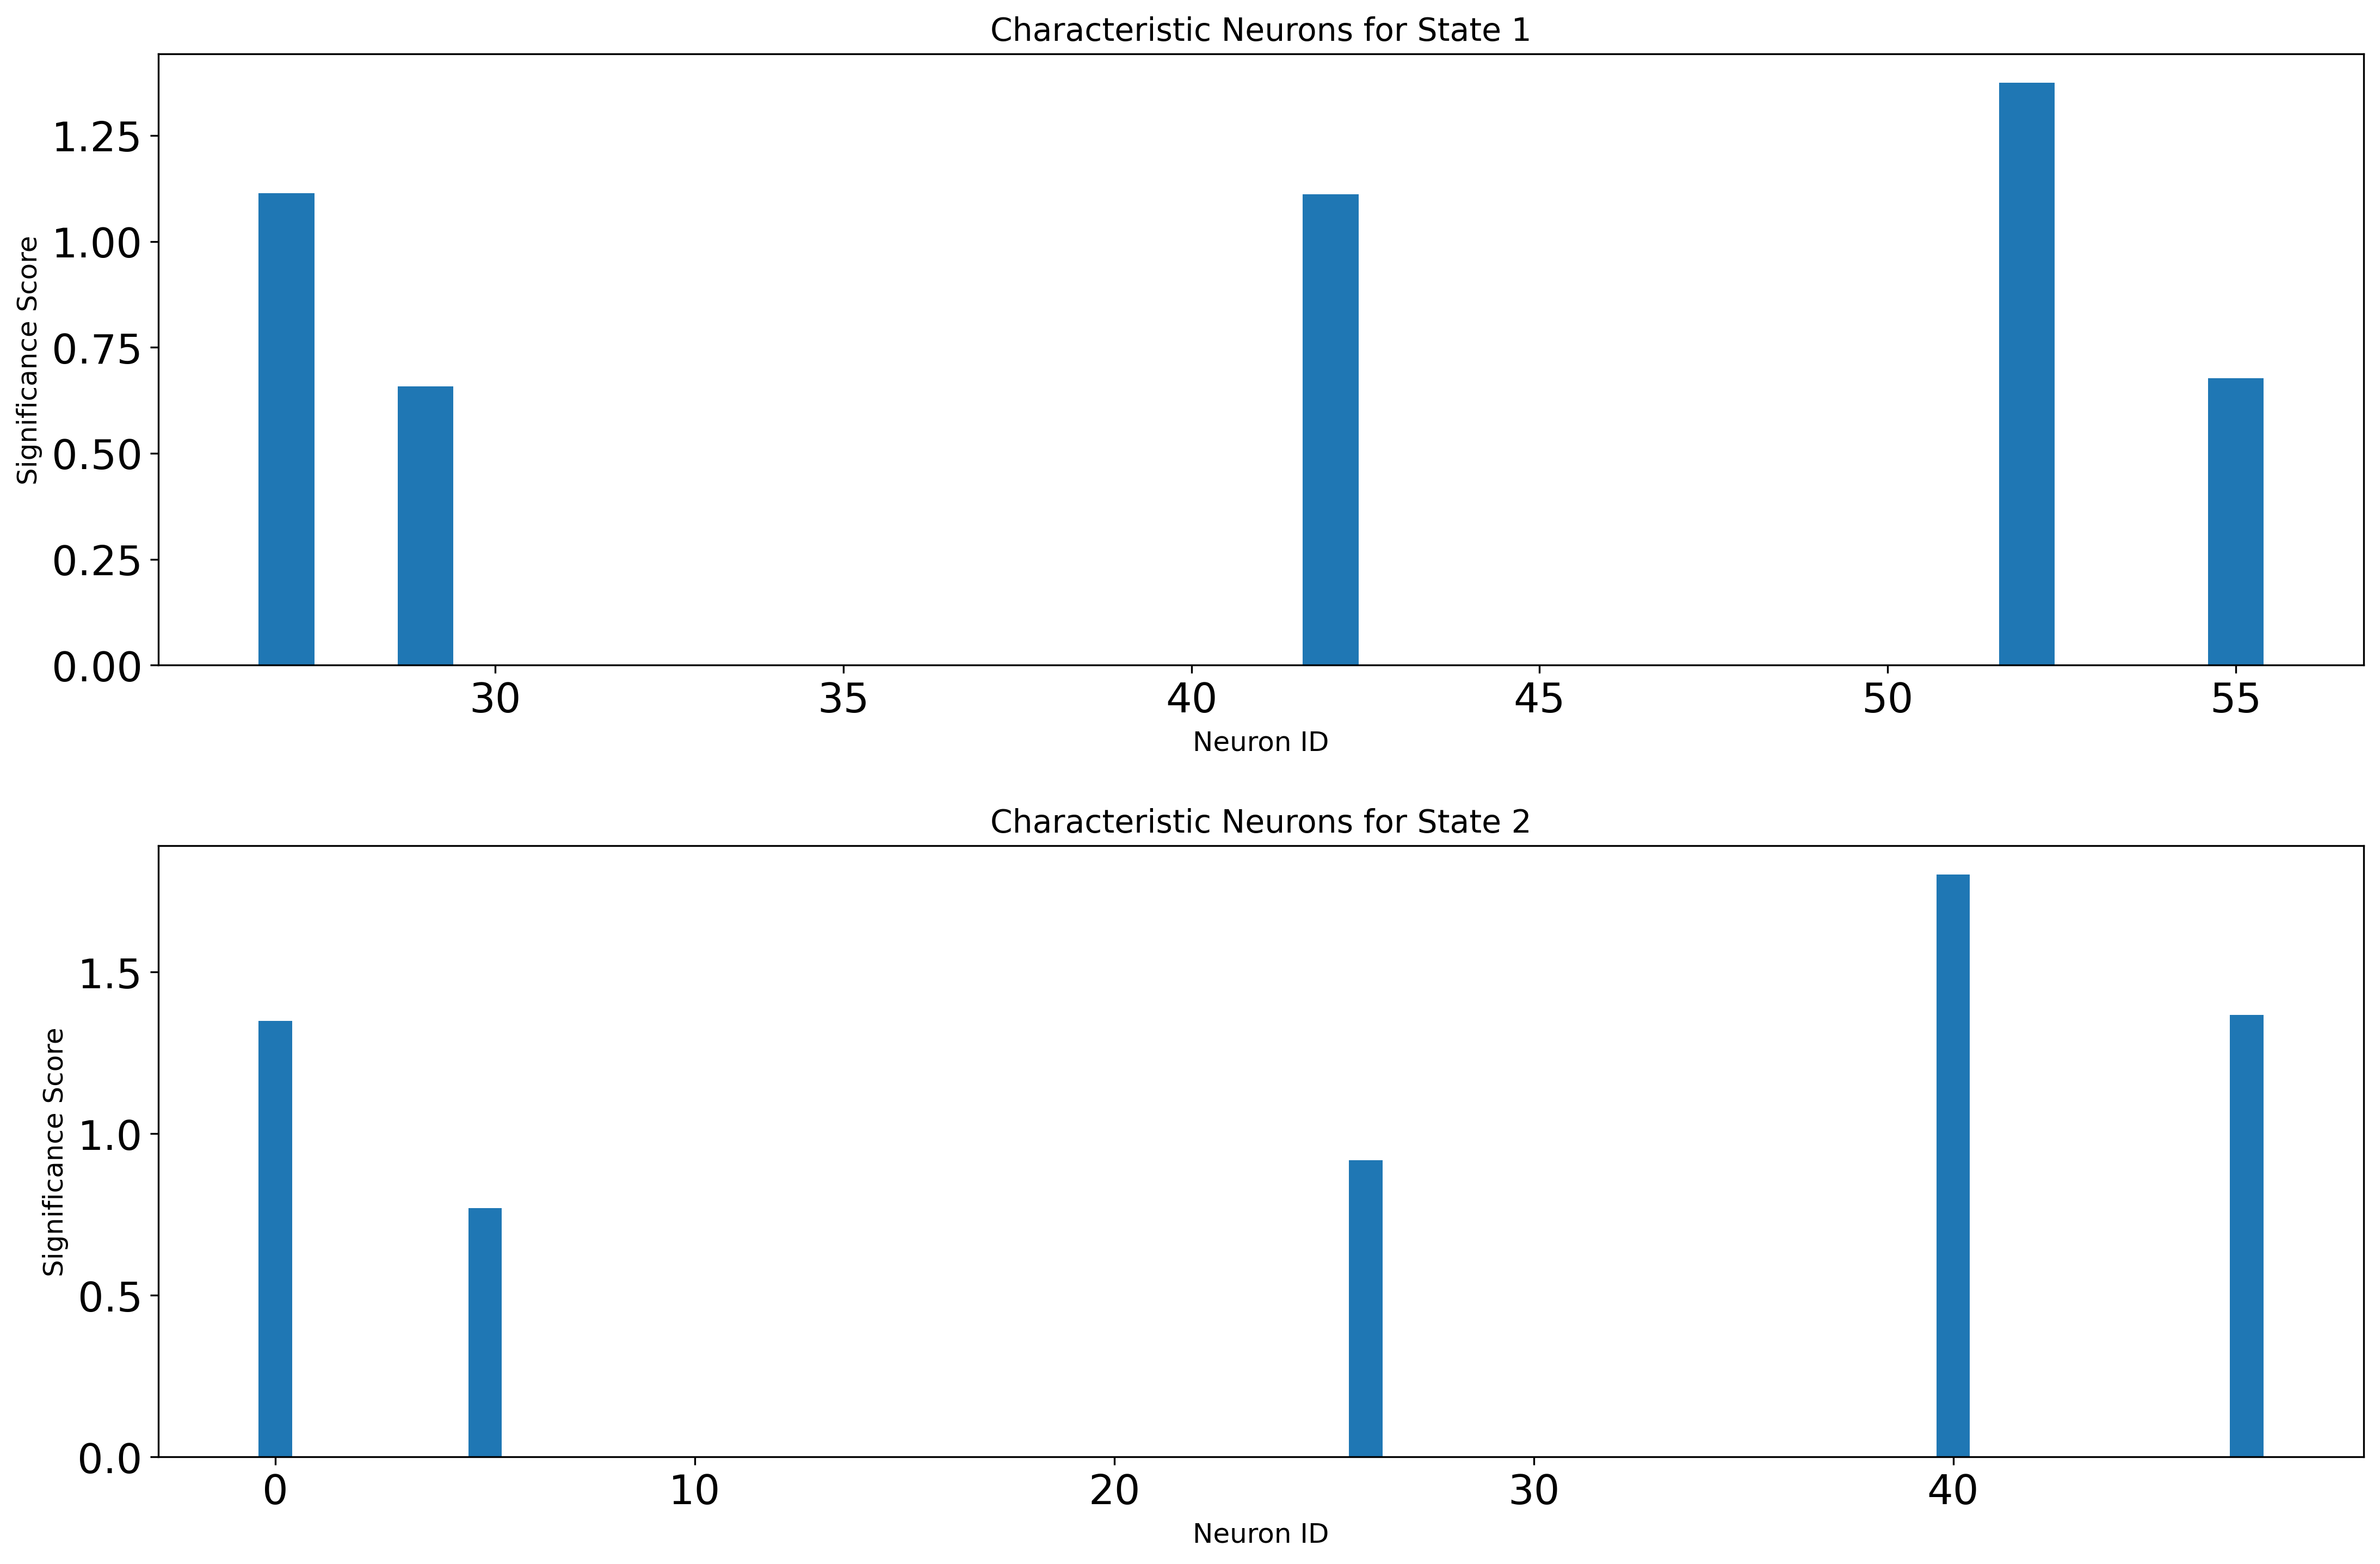 Characteristic Neurons for State 1
Significance Score
1.25
1.00
0.75
0.50
0.25
0.00
30 35 40 45 50 55
Neuron ID
Characteristic Neurons for State 2
Significance Score
1.5
1.0
0.5
0.0
0 10 20 30 40
Neuron ID